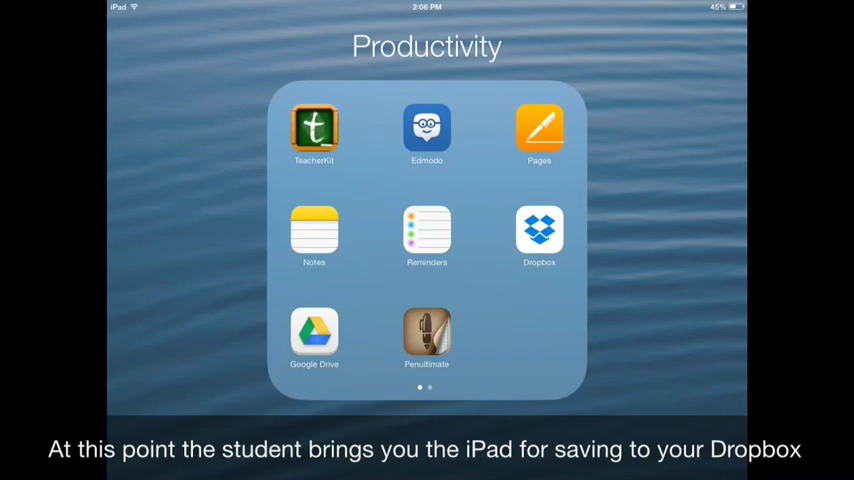 iPad 2:06 PM 45%
Productivity
TeacherKit Edmodo Pages
Notes Reminders Dropbox
Google Drive Penultimate
At this point the student brings you the iPad for saving to your Dropbox